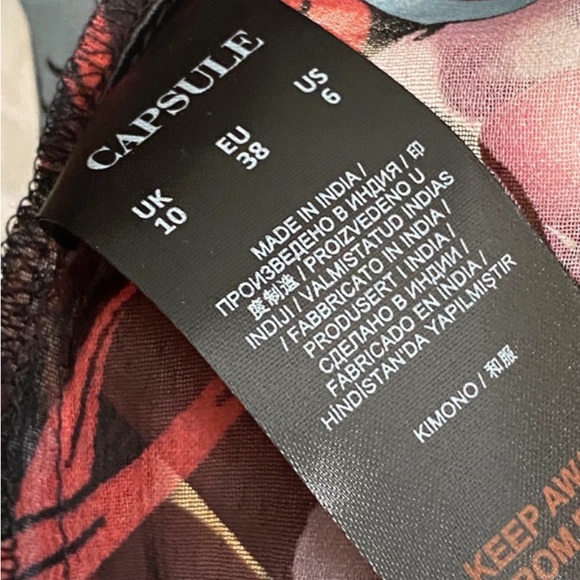 CAPSULE
UK EU US
10 38 6
MADE IN INDIA /
ПРОИЗВЕДЕНО В ИНДИЯ / 印
度制造 / PROIZVEDENO U
INDIJI / VALMISTATUD INDIAS
/ FABBRICATO IN INDIA /
PRODUSERT I INDIA /
СДЕЛАНО В ИНДИИ /
FABRICADO EN INDIA /
HİNDİSTAN'DA YAPILMIŞTIR
KIMONO / 和服
KEEP AWA